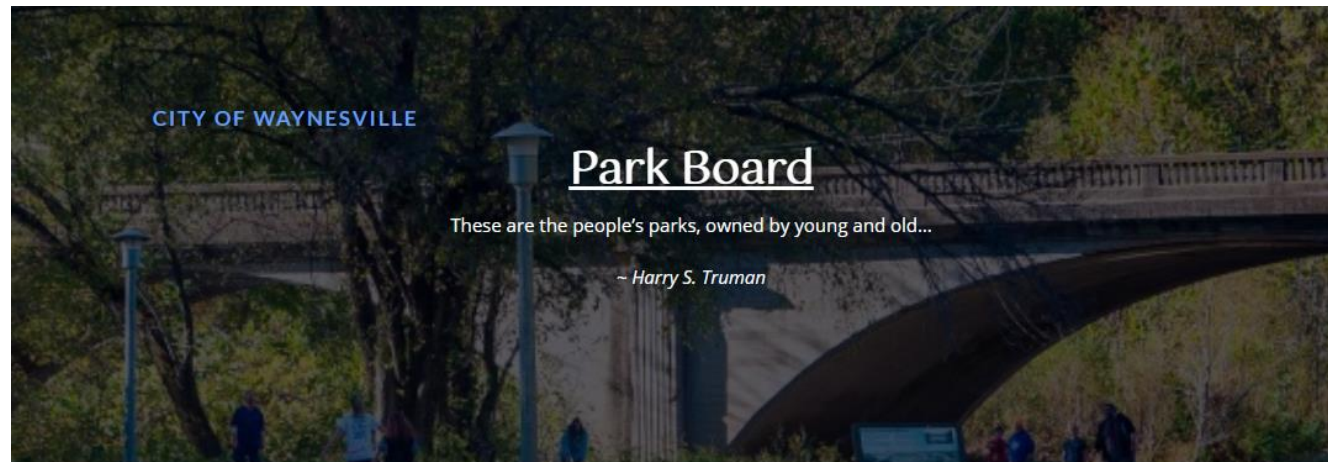 CITY OF WAYNESVILLE
Park Board
These are the people’s parks, owned by young and old...
~ Harry S. Truman